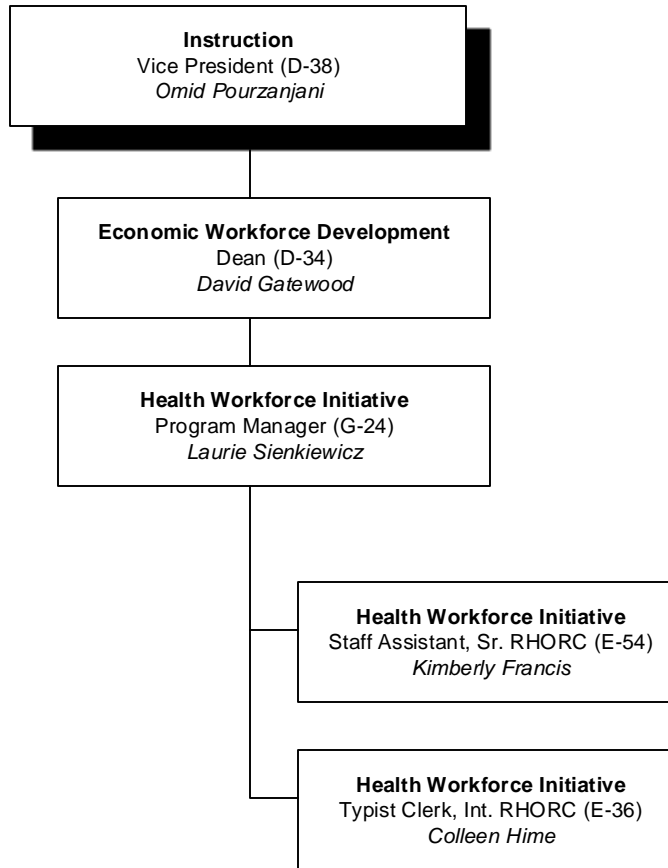 Instruction
Vice President (D-38)
Omid Pourzanjani
Economic Workforce Development
Dean (D-34)
David Gatewood
Health Workforce Initiative
Program Manager (G-24)
Laurie Sienkiewicz
Health Workforce Initiative
Staff Assistant, Sr. RHORC (E-54)
Kimberly Francis
Health Workforce Initiative
Typist Clerk, Int. RHORC (E-36)
Colleen Hime